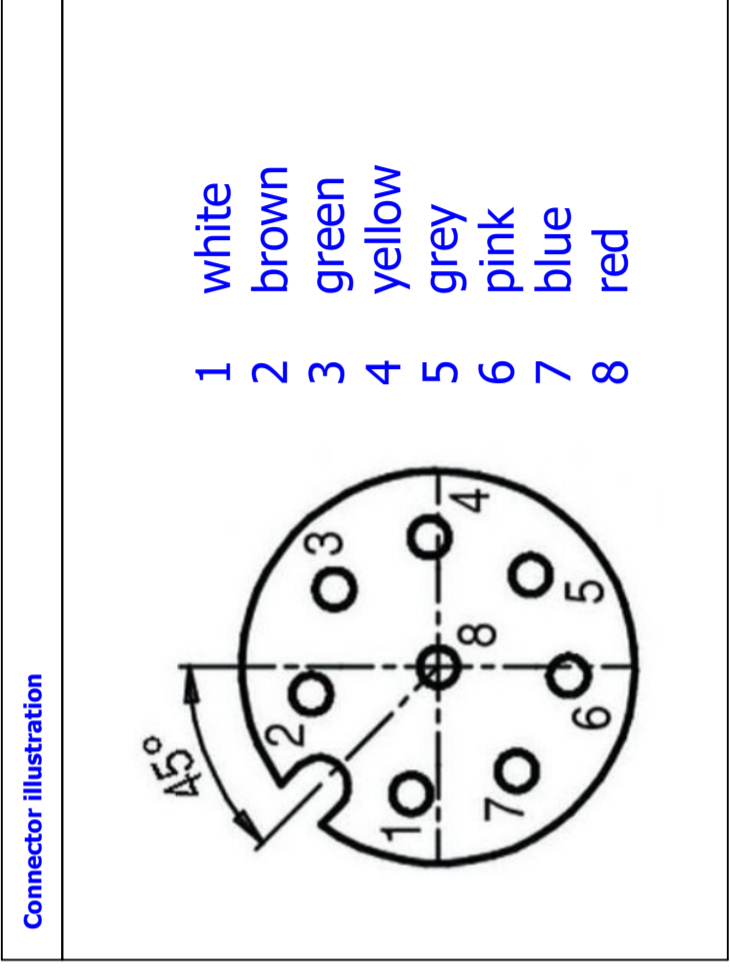 Connector illustration
45°
1
2
3
4
5
6
7
8
1 white
2 brown
3 green
4 yellow
5 grey
6 pink
7 blue
8 red